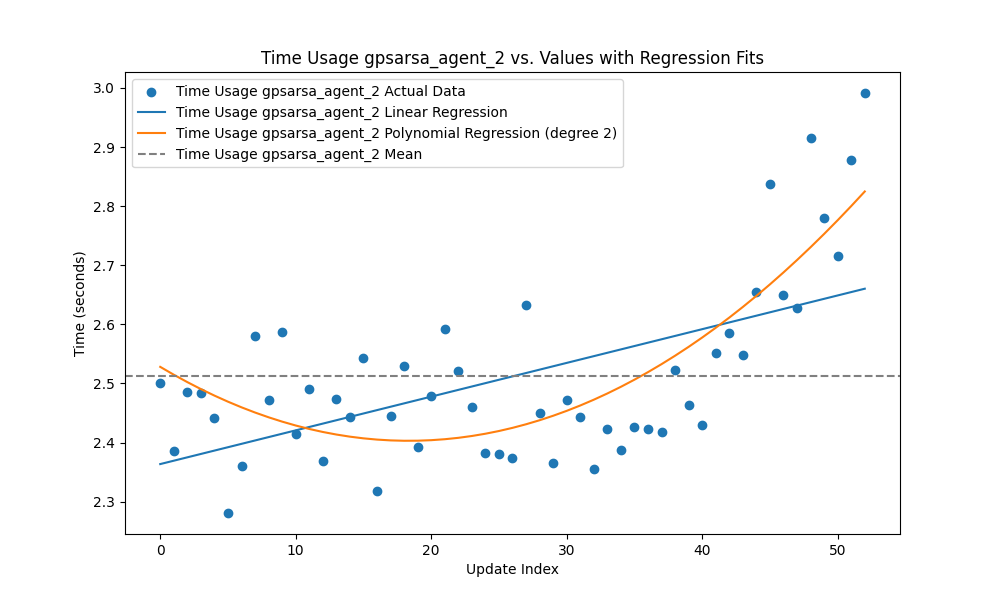 Time Usage gpsarsa_agent_2 vs. Values with Regression Fits
Time Usage gpsarsa_agent_2 Actual Data
Time Usage gpsarsa_agent_2 Linear Regression
Time Usage gpsarsa_agent_2 Polynomial Regression (degree 2)
Time Usage gpsarsa_agent_2 Mean
Time (seconds)
3.0
2.9
2.8
2.7
2.6
2.5
2.4
2.3
0 10 20 30 40 50
Update Index